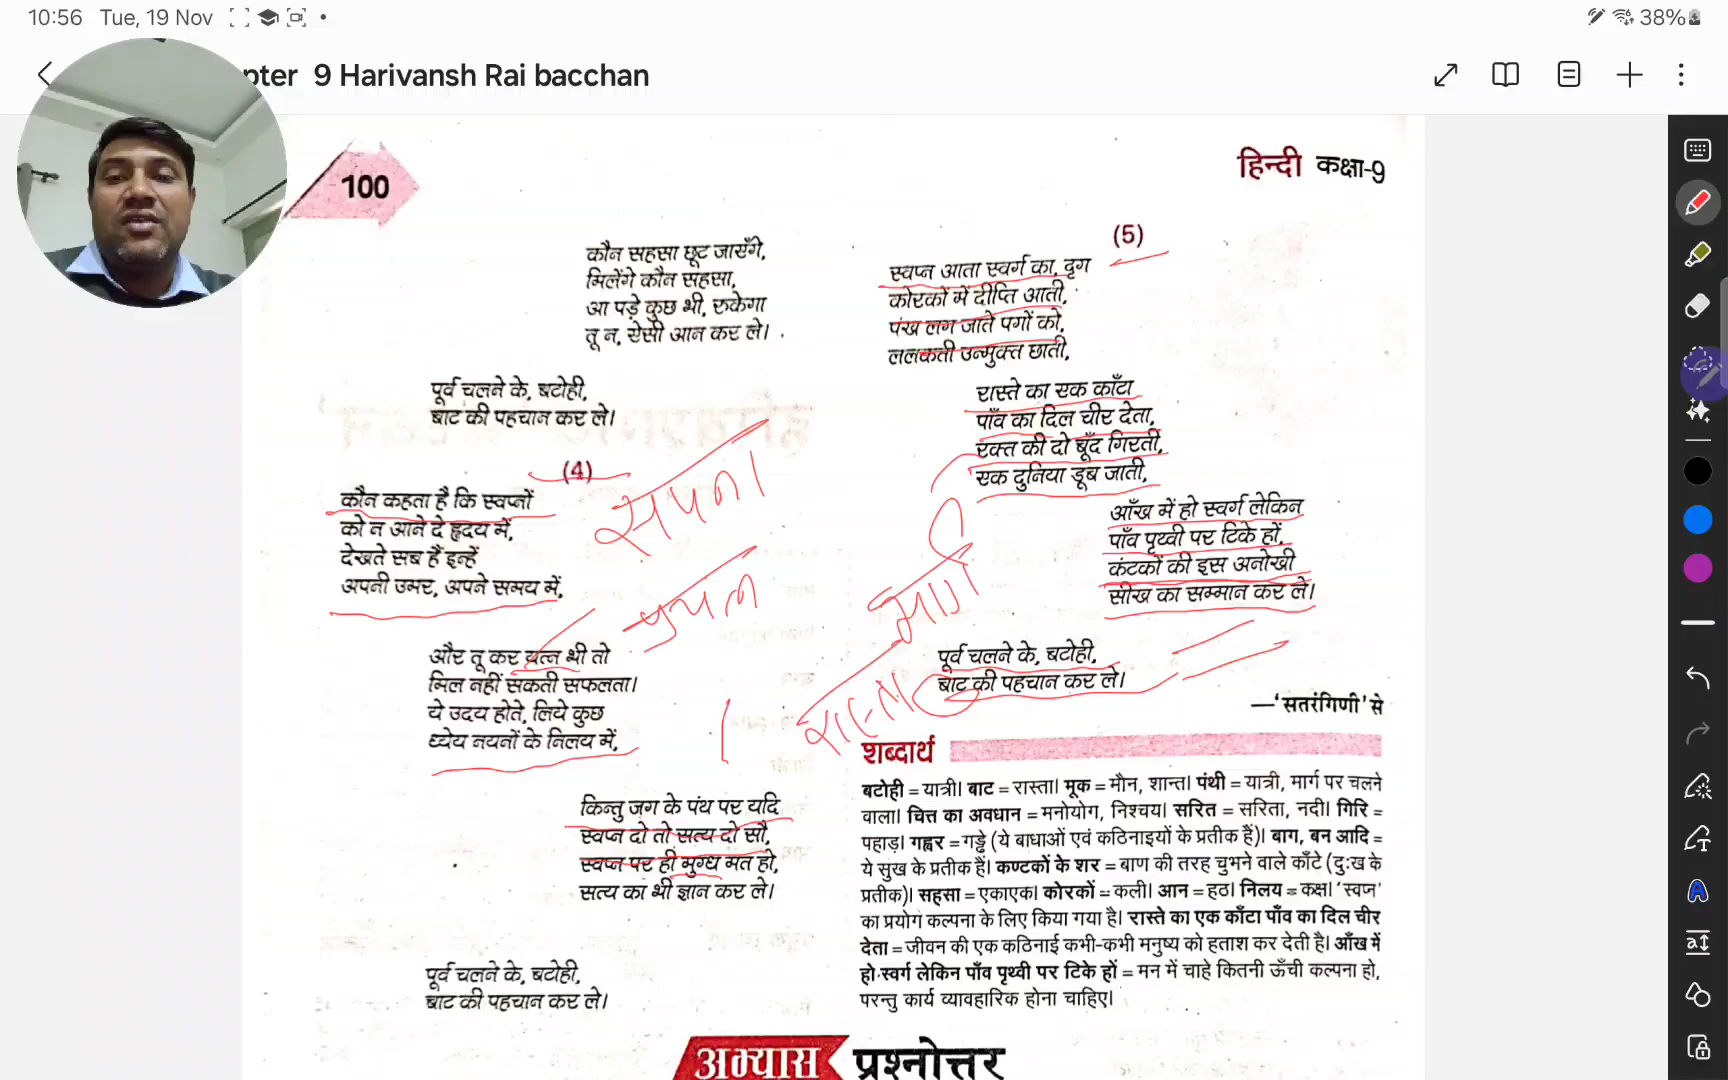 10:56 Tue, 19 Nov
38%
pter 9 Harivansh Rai bacchan
100
हिन्दी कक्षा-9
कौन सहसा छूट जाएँगे,
मिलेंगे कौन सहसा,
आ पड़े कुछ भी, रुकेगा
तू न, ऐसी आन कर ले।
पूर्व चलने के, बटोही,
बाट की पहचान कर ले।
(4)
कौन कहता है कि स्वप्नों
को न आने दे हृदय में,
देखते सब हैं इन्हें
अपनी उमर, अपने समय में,
और तू कर यत्न भी तो
मिल नहीं सकती सफलता।
ये उदय होते, लिये कुछ
ध्येय नयनों के निलय में,
किन्तु जग के पंथ पर यदि
स्वप्न दो तो सत्य दो सौ,
स्वप्न पर ही मुग्ध मत हो,
सत्य का भी ज्ञान कर ले।
पूर्व चलने के, बटोही,
बाट की पहचान कर ले।
सपना
प्रयत्न
मार्ग
रास्ता
(5)
स्वप्न आता स्वर्ग का, दृग
कोरकों में दीप्ति आती,
पंख लग जाते पगों को,
ललकती उन्मुक्त छाती,
रास्ते का एक काँटा
पाँव का दिल चीर देता,
रक्त की दो बूँद गिरती,
एक दुनिया डूब जाती,
आँख में हो स्वर्ग लेकिन
पाँव पृथ्वी पर टिके हों,
कंटकों की इस अनोखी
सीख का सम्मान कर ले।
पूर्व चलने के, बटोही,
बाट की पहचान कर ले।
—'सतरंगिणी' से
शब्दार्थ
बटोही = यात्री। बाट = रास्ता। मूक = मौन, शान्त। पंथी = यात्री, मार्ग पर चलने
वाला। चित्त का अवधान = मनोयोग, निश्चय। सरित = सरिता, नदी। गिरि =
पहाड़। गह्वर = गड्ढे (ये बाधाओं एवं कठिनाइयों के प्रतीक हैं)। बाग, बन आदि =
ये सुख के प्रतीक हैं। कण्टकों के शर = बाण की तरह चुभने वाले काँटे (दुःख के
प्रतीक)। सहसा = एकाएक। कोरकों = कली। आन = हठ। निलय = कक्ष। 'स्वप्न'
का प्रयोग कल्पना के लिए किया गया है। रास्ते का एक काँटा पाँव का दिल चीर
देता = जीवन की एक कठिनाई कभी-कभी मनुष्य को हताश कर देती है। आँख में
हो स्वर्ग लेकिन पाँव पृथ्वी पर टिके हों = मन में चाहे कितनी ऊँची कल्पना हो,
परन्तु कार्य व्यावहारिक होना चाहिए।
अभ्यास प्रश्नोत्तर